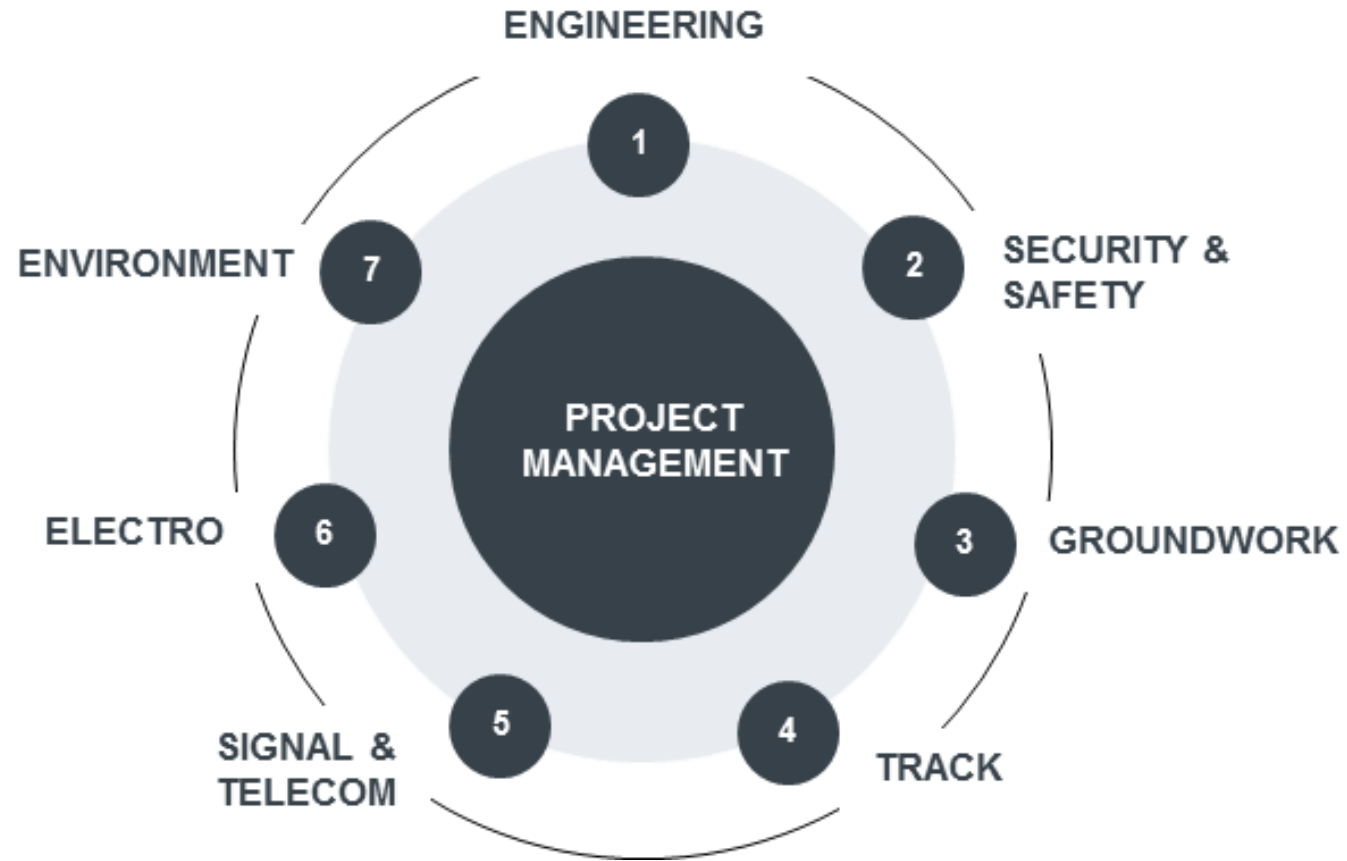 ENGINEERING
1
2
SECURITY &
SAFETY
3
GROUNDWORK
4
TRACK
5
SIGNAL &
TELECOM
6
ELECTRO
7
ENVIRONMENT
PROJECT
MANAGEMENT